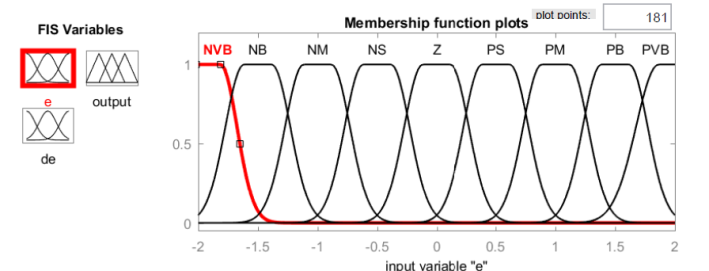 FIS Variables
e
output
de
Membership function plots
plot points:
181
NVB NB NM NS Z PS PM PB PVB
1
0.5
0
-2 -1.5 -1 -0.5 0 0.5 1 1.5 2
input variable "e"